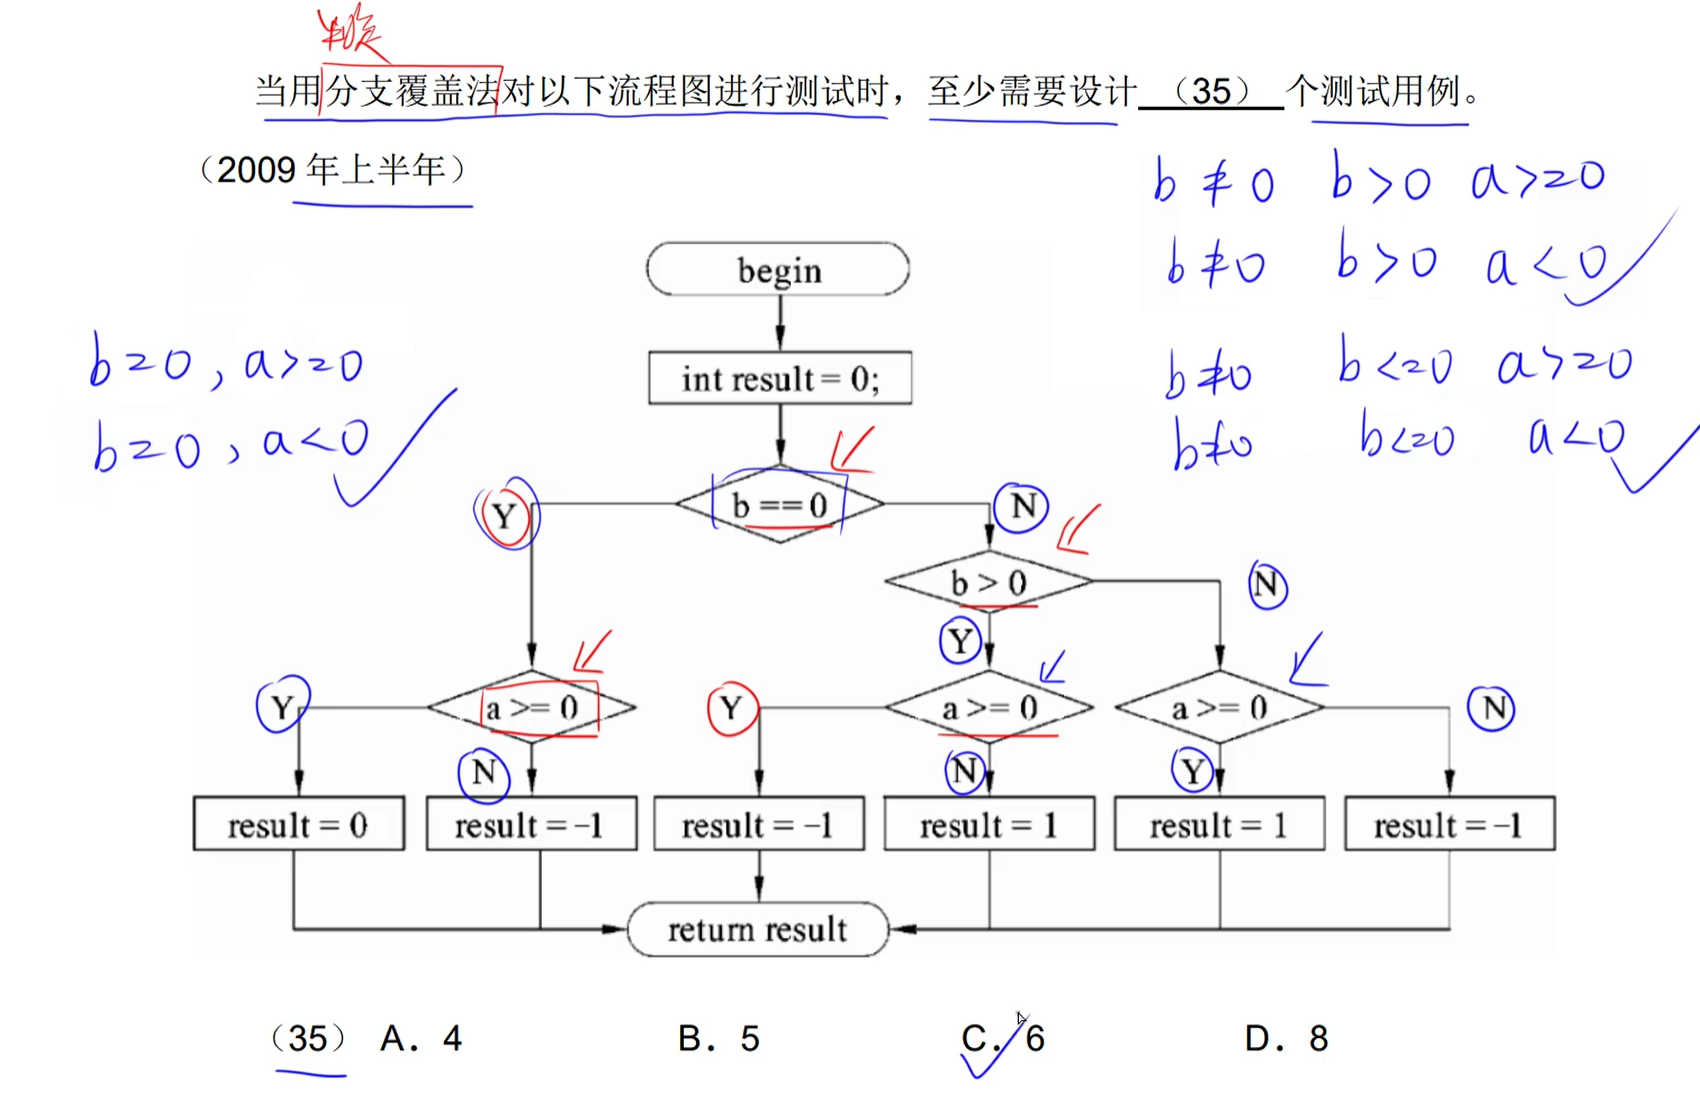 判定
当用分支覆盖法对以下流程图进行测试时，至少需要设计 （35） 个测试用例。
（2009 年上半年）
b≠0 b>0 a>=0
b≠0 b>0 a<0
b≠0 b<=0 a>=0
b≠0 b<=0 a<0
b=0，a>=0
b=0，a<0
begin
int result = 0;
b == 0
Y
N
b > 0
N
Y
a >= 0
a >= 0
a >= 0
Y
Y
N
N
N
Y
result = 0
result = –1
result = –1
result = 1
result = 1
result = –1
return result
（35） A. 4 B. 5 C. 6 D. 8